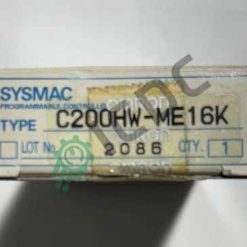 SYSMAC
PROGRAMMABLE CONTROLLER
TYPE C200HW-ME16K
LOT No. 2086 QTY. 1